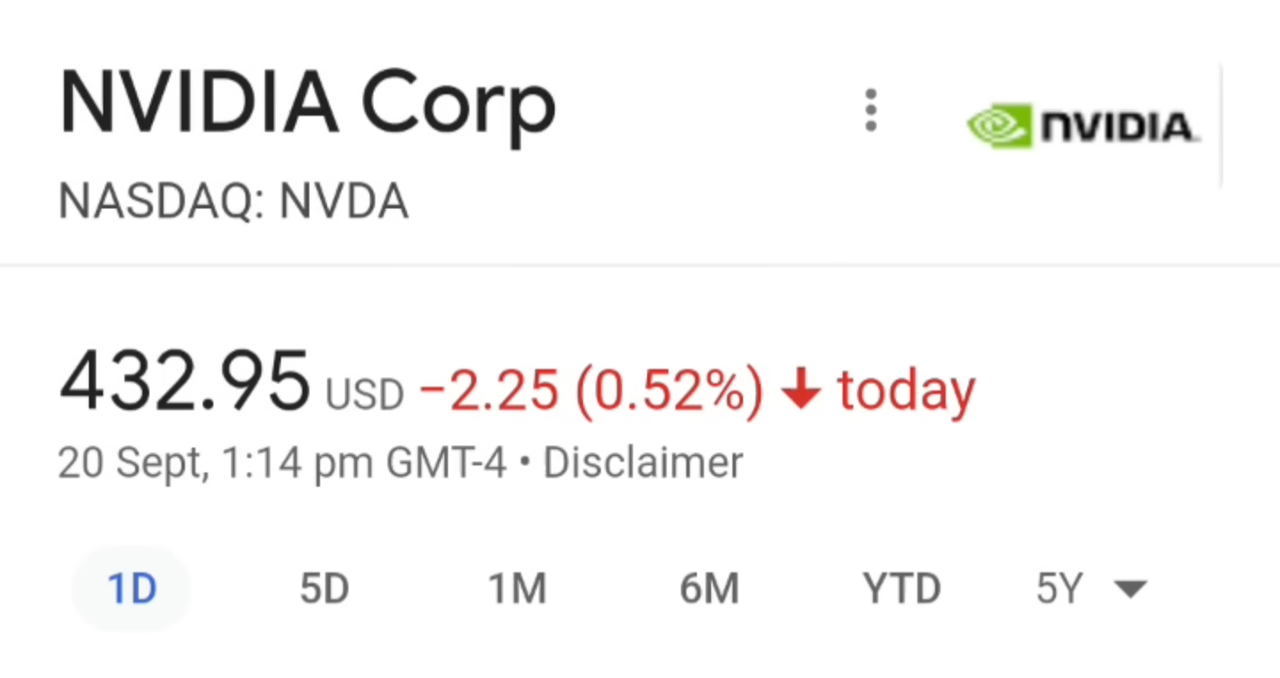 NVIDIA Corp
NVIDIA.
NASDAQ: NVDA
432.95 USD −2.25 (0.52%) ↓ today
20 Sept, 1:14 pm GMT-4 • Disclaimer
1D 5D 1M 6M YTD 5Y